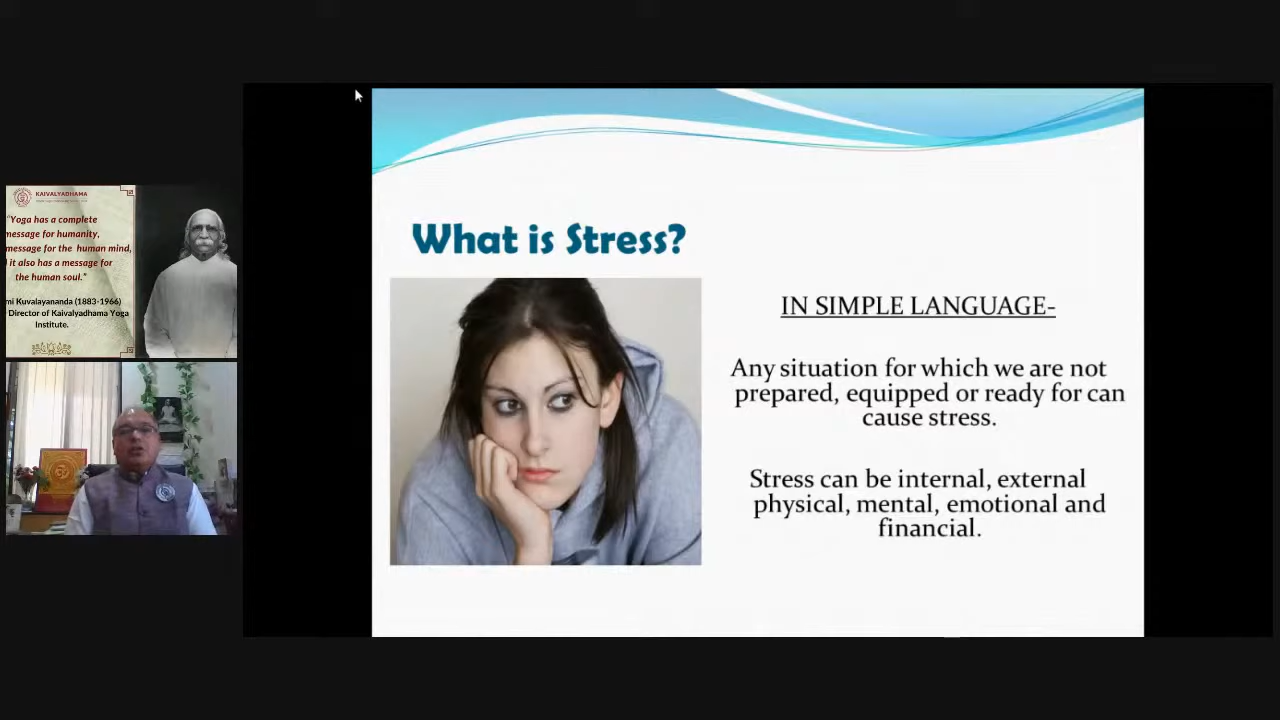 KAIVALYADHAMA
"Yoga has a complete
message for humanity,
message for the human mind,
it also has a message for
the human soul."
mi Kuvalayananda (1883-1966)
Director of Kaivalyadhama Yoga
Institute.
What is Stress?
IN SIMPLE LANGUAGE-
Any situation for which we are not
prepared, equipped or ready for can
cause stress.
Stress can be internal, external
physical, mental, emotional and
financial.